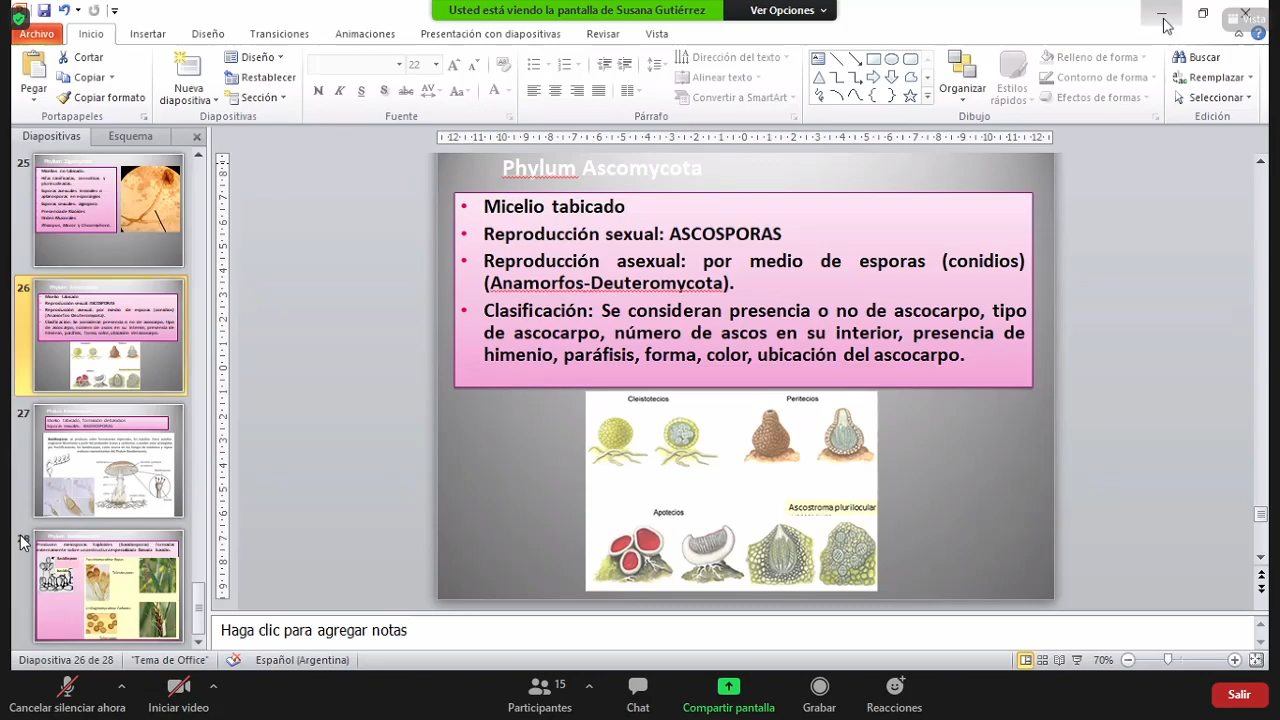 Usted está viendo la pantalla de Susana Gutiérrez
Ver Opciones
Vista
Archivo
Inicio
Insertar
Diseño
Transiciones
Animaciones
Presentación con diapositivas
Revisar
Vista
Pegar
Cortar
Copiar
Copiar formato
Portapapeles
Nueva diapositiva
Diseño
Restablecer
Sección
Diapositivas
22
Fuente
Párrafo
Dirección del texto
Alinear texto
Convertir a SmartArt
Organizar
Estilos rápidos
Relleno de forma
Contorno de forma
Efectos de formas
Dibujo
Buscar
Reemplazar
Seleccionar
Edición
Diapositivas
Esquema
25
26
27
Phylum Ascomycota
• Micelio tabicado
• Reproducción sexual: ASCOSPORAS
• Reproducción asexual: por medio de esporas (conidios)
(Anamorfos-Deuteromycota).
• Clasificación: Se consideran presencia o no de ascocarpo, tipo
de ascocarpo, número de ascos en su interior, presencia de
himenio, paráfisis, forma, color, ubicación del ascocarpo.
Cleistotecios
Peritecios
Apotecios
Ascostroma plurilocular
Haga clic para agregar notas
Diapositiva 26 de 28
"Tema de Office"
Español (Argentina)
70%
Cancelar silenciar ahora
Iniciar video
15
Participantes
Chat
Compartir pantalla
Grabar
Reacciones
Salir